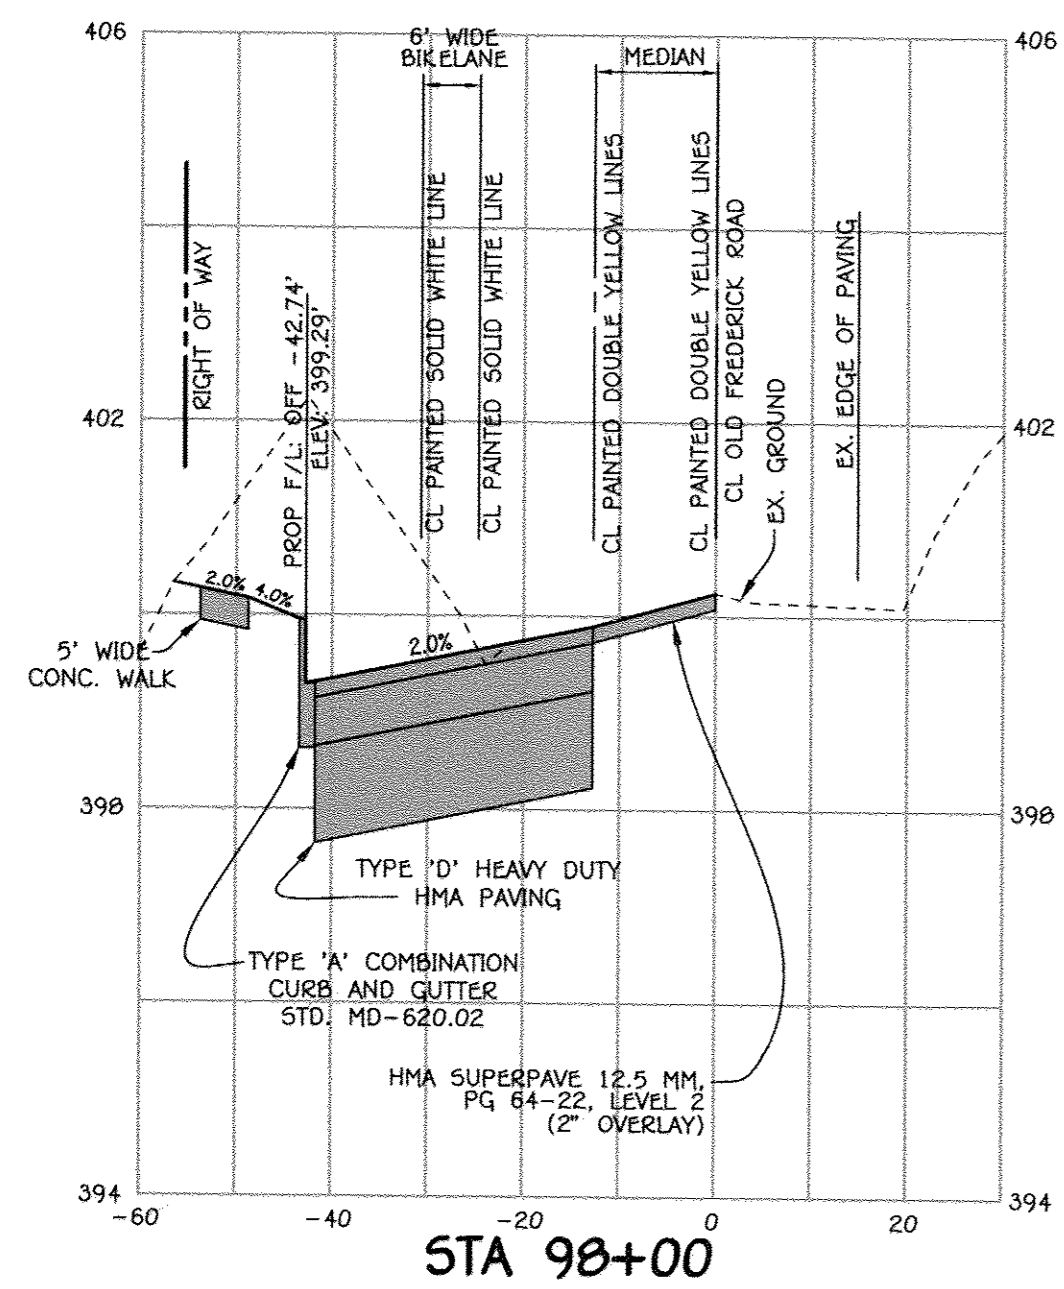 406
406
6' WIDE
BIKELANE
MEDIAN
RIGHT OF WAY
PROP F/L: OFF -42.74'
ELEV: 399.29'
CL PAINTED SOLID WHITE LINE
CL PAINTED SOLID WHITE LINE
CL PAINTED DOUBLE YELLOW LINES
CL PAINTED DOUBLE YELLOW LINES
CL OLD FREDERICK ROAD
EX. GROUND
EX. EDGE OF PAVING
402
402
2.0%
4.0%
2.0%
5' WIDE
CONC. WALK
398
398
TYPE 'D' HEAVY DUTY
HMA PAVING
TYPE 'A' COMBINATION
CURB AND GUTTER
STD. MD-620.02
HMA SUPERPAVE 12.5 MM,
PG 64-22, LEVEL 2
(2" OVERLAY)
394
394
-60
-40
-20
0
20
STA 98+00